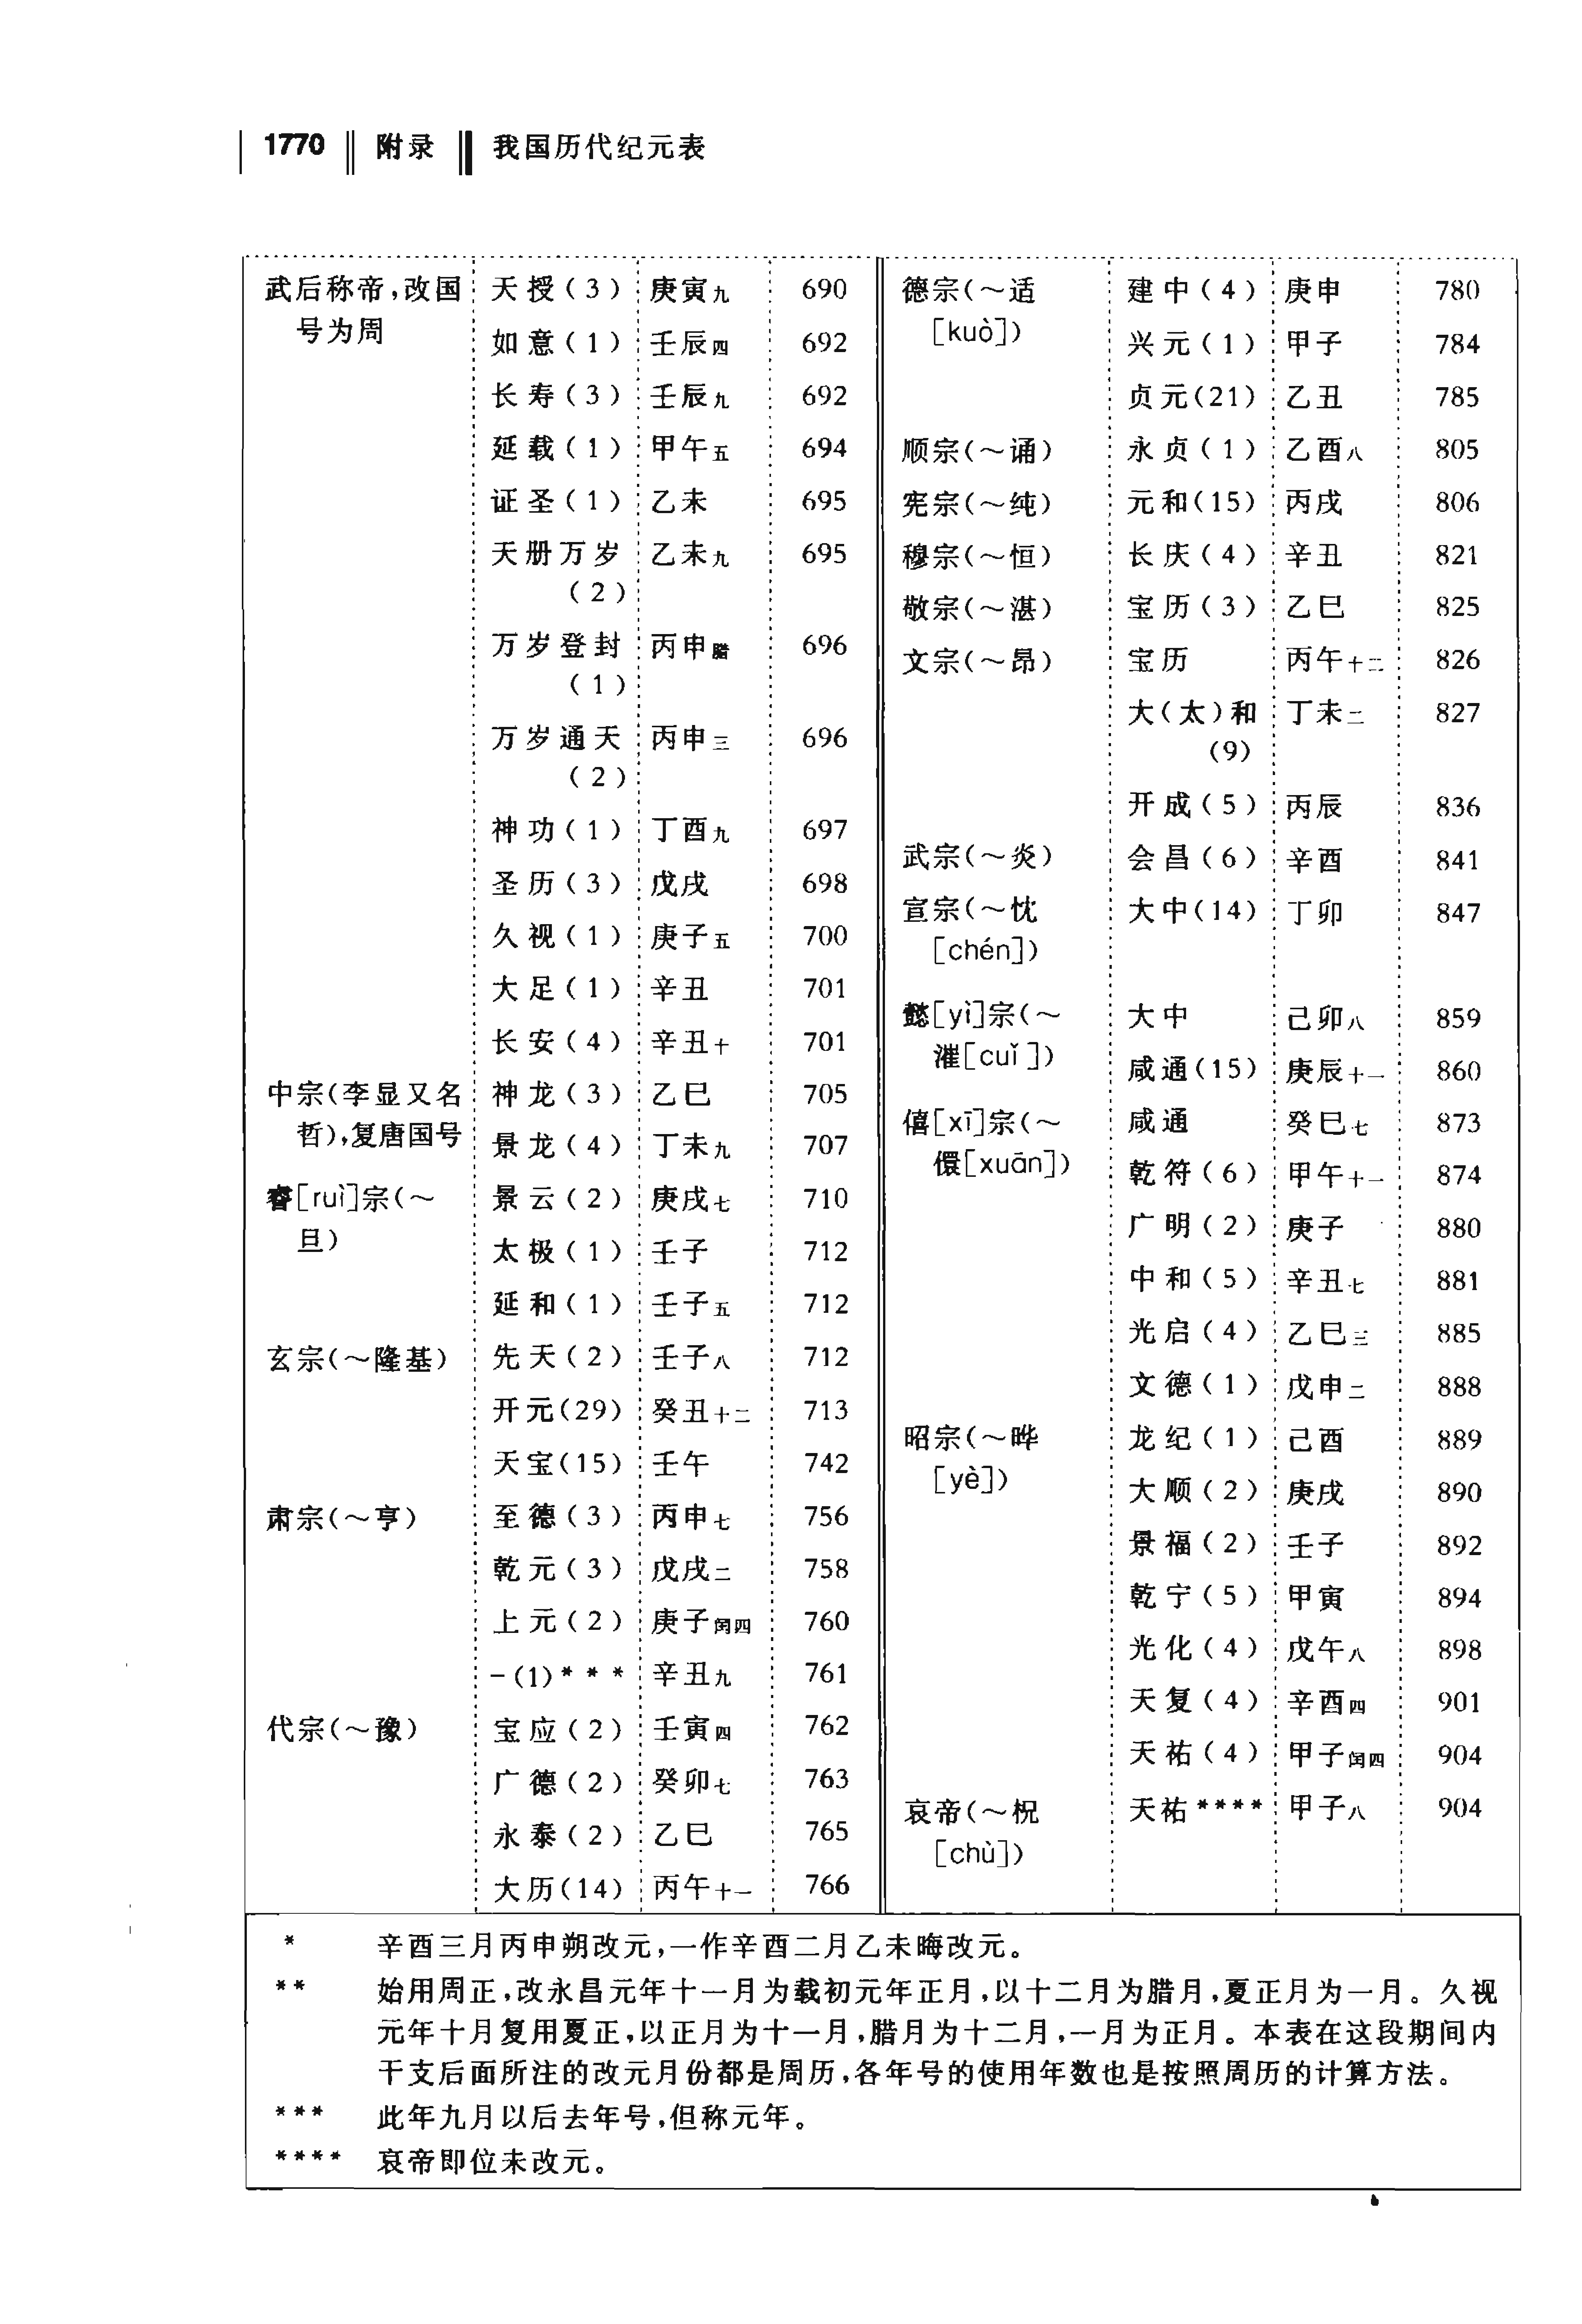 1770 附录 我国历代纪元表
武后称帝,改国 天授(3) 庚寅九 690
号为周
如意(1) 壬辰四 692
长寿(3) 壬辰九 692
延载(1) 甲午五 694
证圣(1) 乙未 695
天册万岁 乙未九 695
(2)
万岁登封 丙申腊 696
(1)
万岁通天 丙申三 696
(2)
神功(1) 丁酉九 697
圣历(3) 戊戌 698
久视(1) 庚子五 700
大足(1) 辛丑 701
长安(4) 辛丑十 701
中宗(李显又名 神龙(3) 乙巳 705
哲),复唐国号 景龙(4) 丁未九 707
睿[ruì]宗(~ 景云(2) 庚戌七 710
旦) 太极(1) 壬子 712
延和(1) 壬子五 712
玄宗(~隆基) 先天(2) 壬子八 712
开元(29) 癸丑十二 713
天宝(15) 壬午 742
肃宗(~亨) 至德(3) 丙申七 756
乾元(3) 戊戌二 758
上元(2) 庚子闰四 760
-(1)*** 辛丑九 761
代宗(~豫) 宝应(2) 壬寅四 762
广德(2) 癸卯七 763
永泰(2) 乙巳 765
大历(14) 丙午十一 766
德宗(~适 建中(4) 庚申 780
[kuò]) 兴元(1) 甲子 784
贞元(21) 乙丑 785
顺宗(~诵) 永贞(1) 乙酉八 805
宪宗(~纯) 元和(15) 丙戌 806
穆宗(~恒) 长庆(4) 辛丑 821
敬宗(~湛) 宝历(3) 乙巳 825
文宗(~昂) 宝历 丙午十二 826
大(太)和 丁未二 827
(9)
开成(5) 丙辰 836
武宗(~炎) 会昌(6) 辛酉 841
宣宗(~忱 大中(14) 丁卯 847
[chén])
懿[yì]宗(~ 大中 己卯八 859
漼[cuǐ]) 咸通(15) 庚辰十一 860
僖[xī]宗(~ 咸通 癸巳七 873
儇[xuān]) 乾符(6) 甲午十一 874
广明(2) 庚子 880
中和(5) 辛丑七 881
光启(4) 乙巳三 885
文德(1) 戊申二 888
昭宗(~晔 龙纪(1) 己酉 889
[yè]) 大顺(2) 庚戌 890
景福(2) 壬子 892
乾宁(5) 甲寅 894
光化(4) 戊午八 898
天复(4) 辛酉四 901
天祐(4) 甲子闰四 904
哀帝(~柷 天祐**** 甲子八 904
[chù])
* 辛酉三月丙申朔改元,一作辛酉二月乙未晦改元。
** 始用周正,改永昌元年十一月为载初元年正月,以十二月为腊月,夏正月为一月。久视
元年十月复用夏正,以正月为十一月,腊月为十二月,一月为正月。本表在这段期间内
干支后面所注的改元月份都是周历,各年号的使用年数也是按照周历的计算方法。
*** 此年九月以后去年号,但称元年。
**** 哀帝即位未改元。